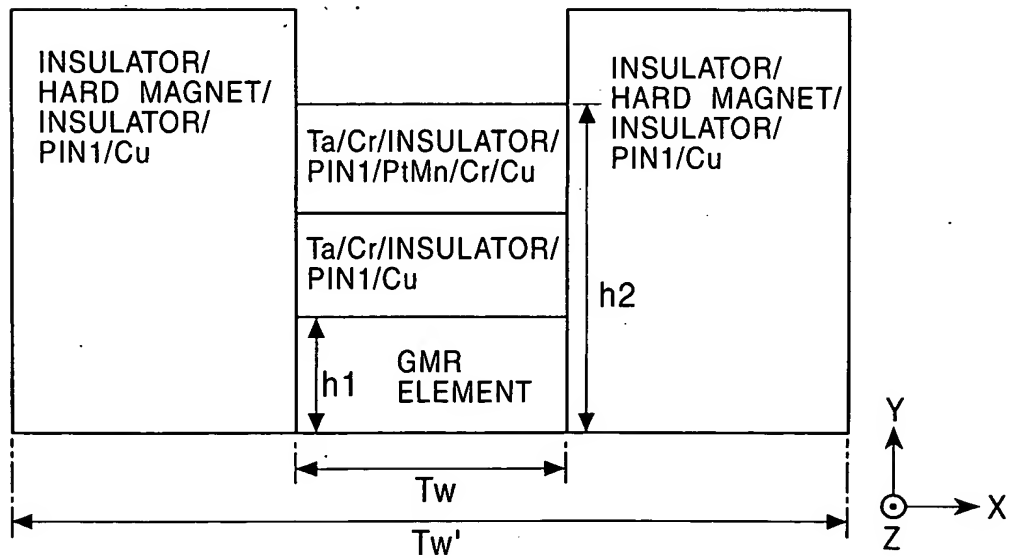 INSULATOR/
HARD MAGNET/
INSULATOR/
PIN1/Cu
Ta/Cr/INSULATOR/
PIN1/PtMn/Cr/Cu
Ta/Cr/INSULATOR/
PIN1/Cu
GMR
ELEMENT
h1
h2
INSULATOR/
HARD MAGNET/
INSULATOR/
PIN1/Cu
Tw
Tw'
Y
X
Z